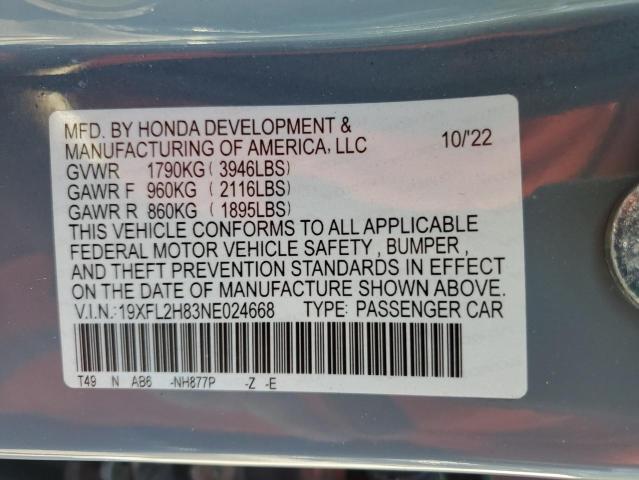 MFD. BY HONDA DEVELOPMENT &
MANUFACTURING OF AMERICA, LLC 10/'22
GVWR 1790KG ( 3946LBS)
GAWR F 960KG ( 2116LBS)
GAWR R 860KG ( 1895LBS)
THIS VEHICLE CONFORMS TO ALL APPLICABLE
FEDERAL MOTOR VEHICLE SAFETY , BUMPER ,
AND THEFT PREVENTION STANDARDS IN EFFECT
ON THE DATE OF MANUFACTURE SHOWN ABOVE.
V.I.N.:19XFL2H83NE024668 TYPE: PASSENGER CAR
T49 N AB6 -NH877P -Z -E